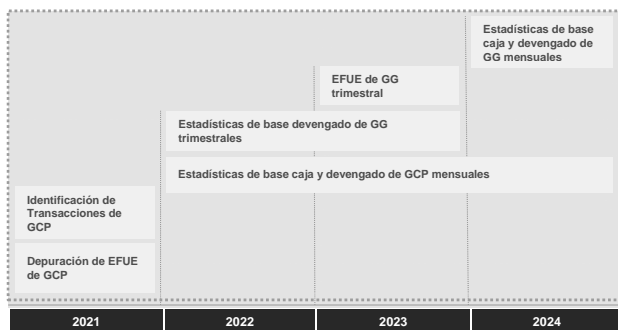 Estadísticas de base
caja y devengado de
GG mensuales
EFUE de GG
trimestral
Estadísticas de base devengado de GG
trimestrales
Estadísticas de base caja y devengado de GCP mensuales
Identificación de
Transacciones de
GCP
Depuración de EFUE
de GCP
2021 2022 2023 2024